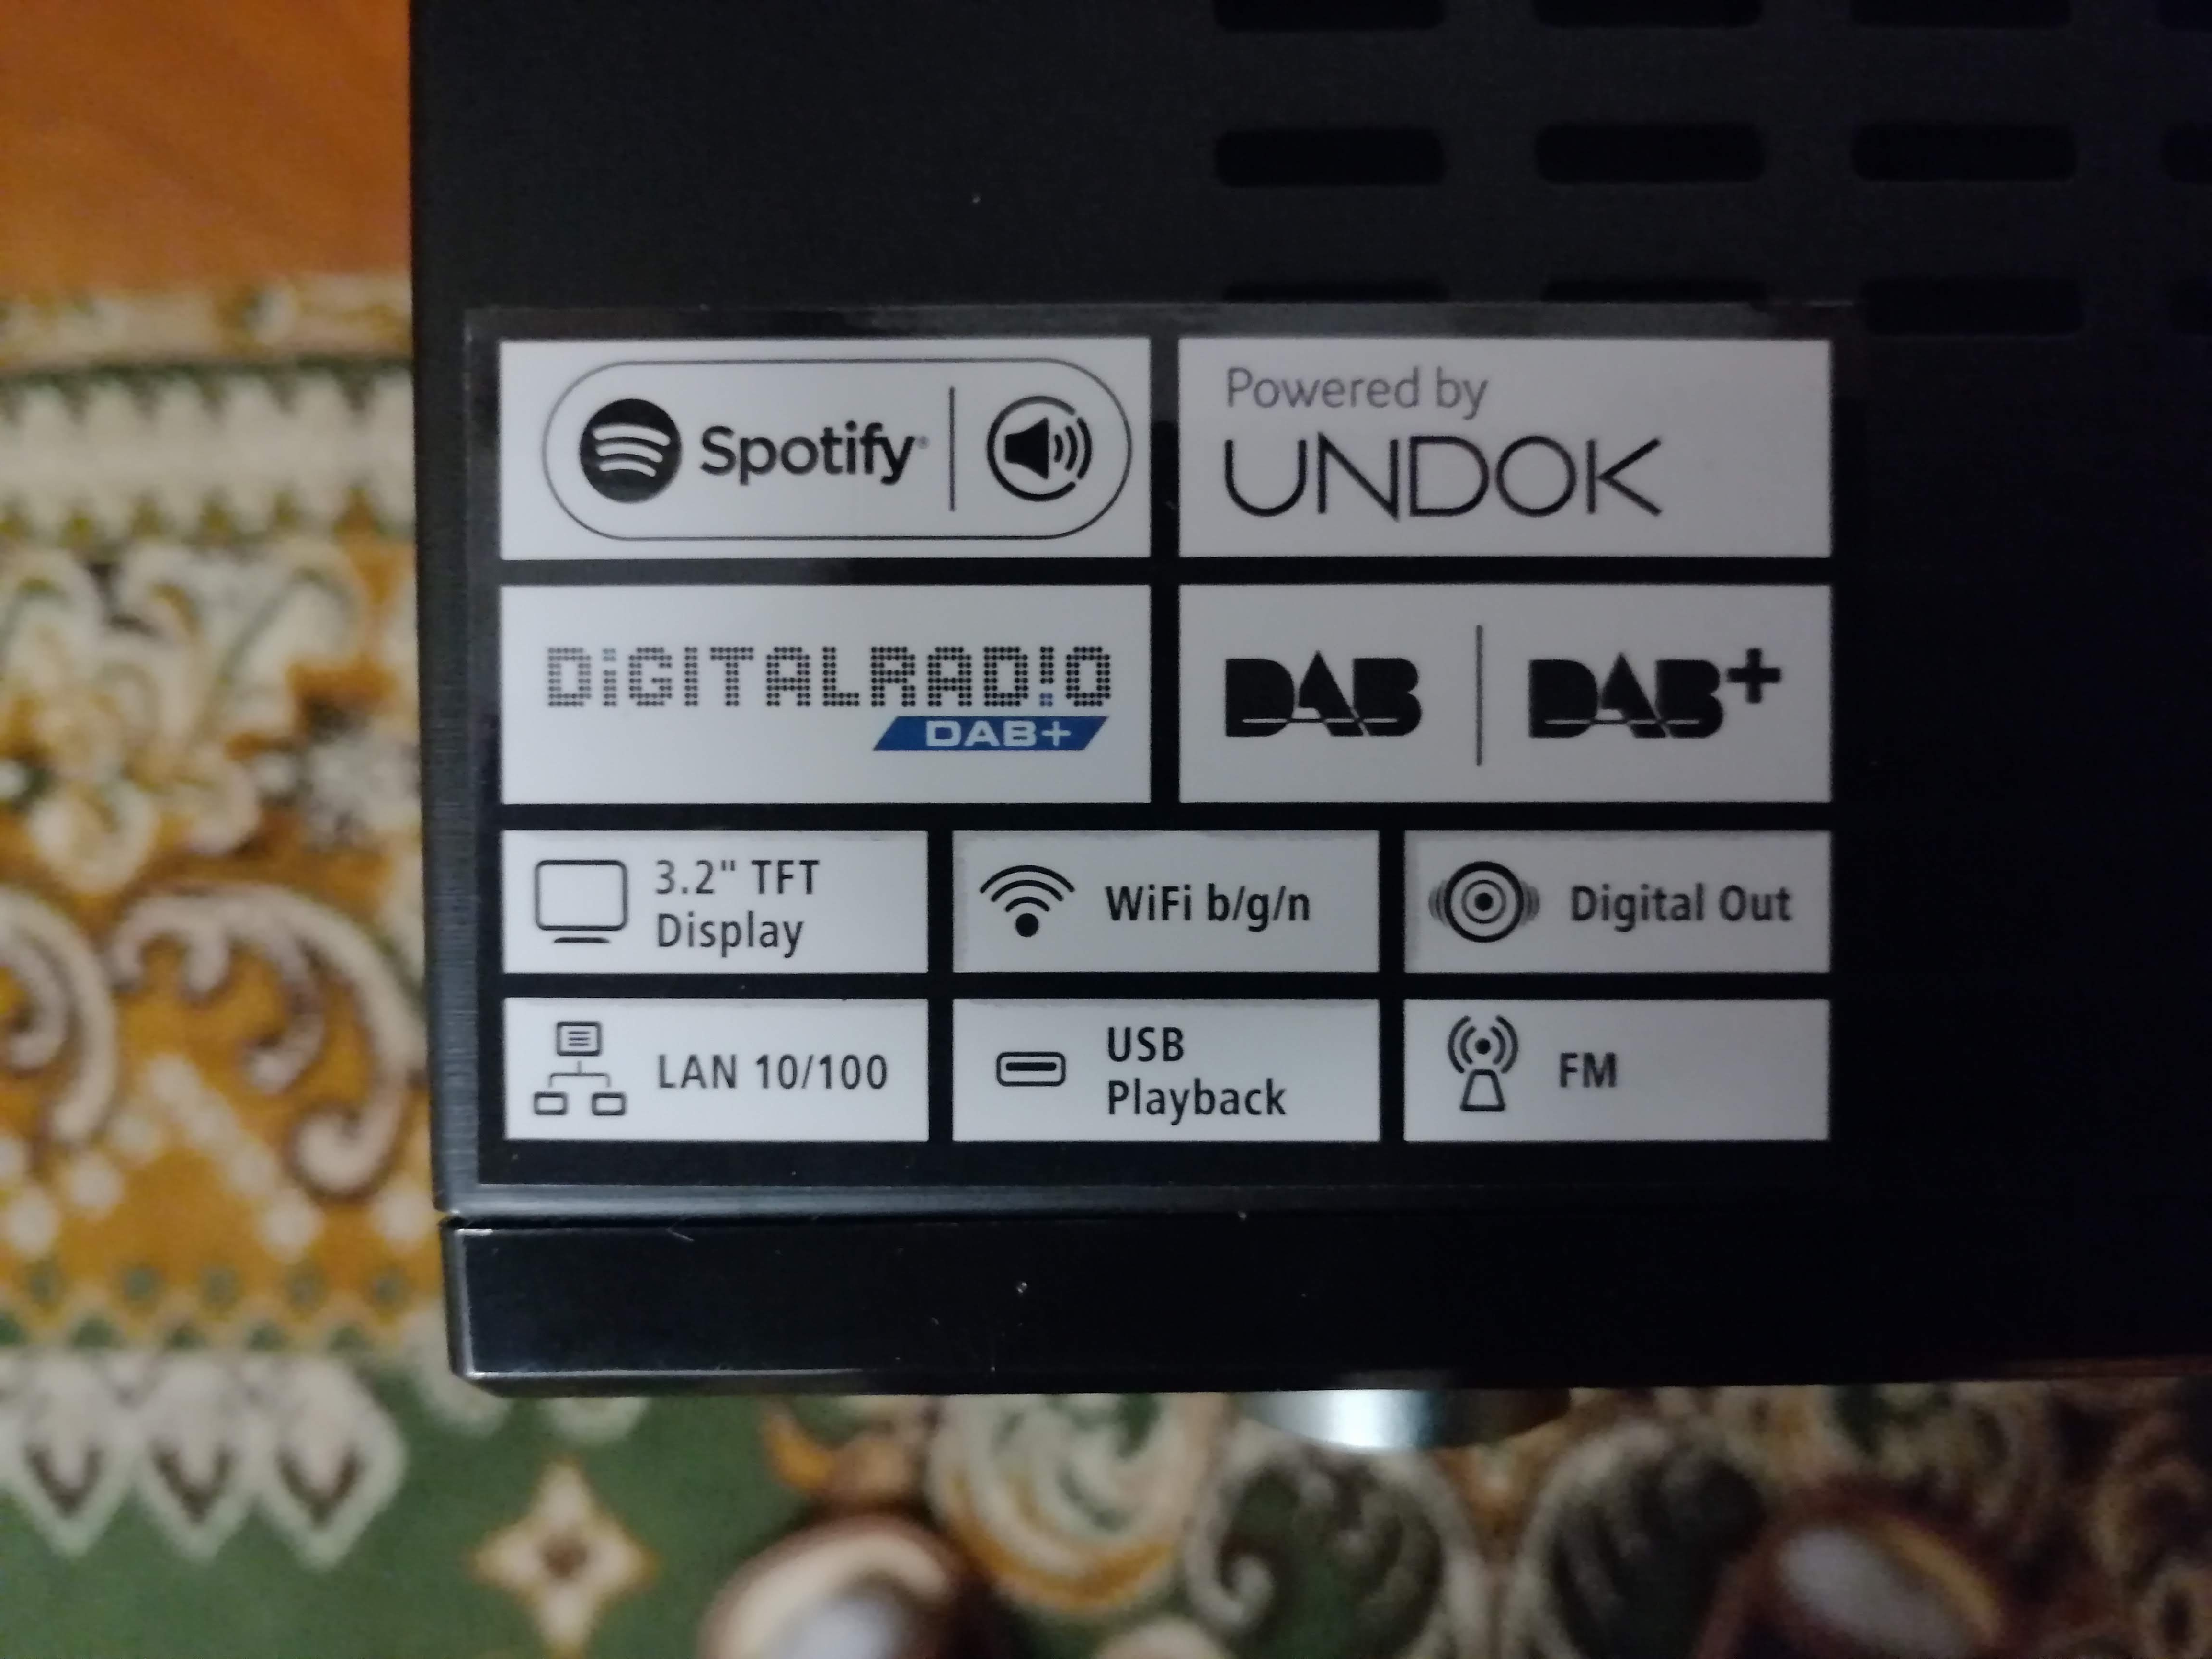 Spotify®
Powered by
UNDOK
DiGITALRAD!O
DAB+
DAB
DAB+
3.2" TFT
Display
WiFi b/g/n
Digital Out
LAN 10/100
USB
Playback
FM